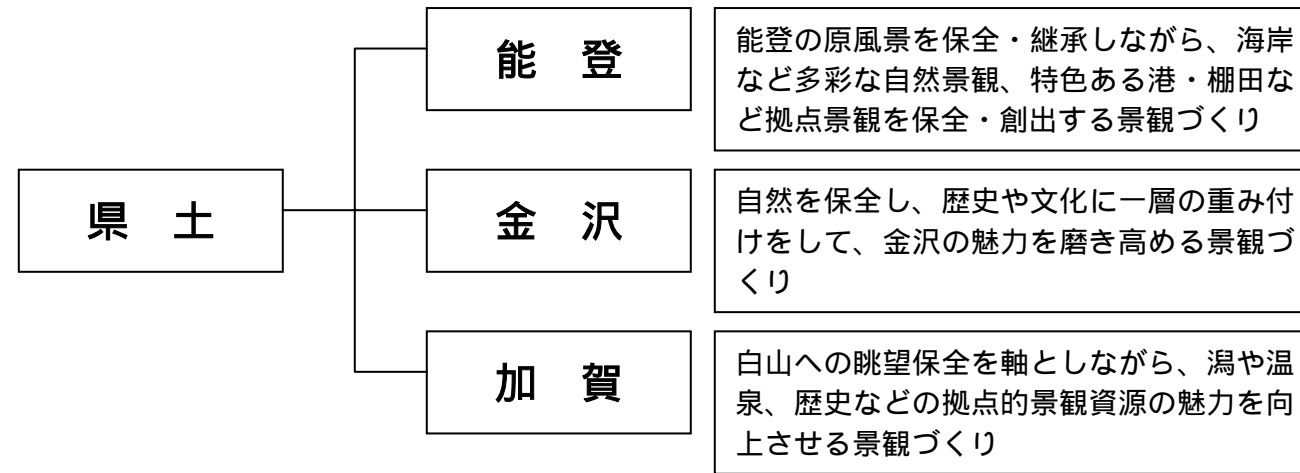 県 土
能 登
能登の原風景を保全・継承しながら、海岸
など多彩な自然景観、特色ある港・棚田な
ど拠点景観を保全・創出する景観づくり
金 沢
自然を保全し、歴史や文化に一層の重み付
けをして、金沢の魅力を磨き高める景観づ
くり
加 賀
白山への眺望保全を軸としながら、潟や温
泉、歴史などの拠点的景観資源の魅力を向
上させる景観づくり